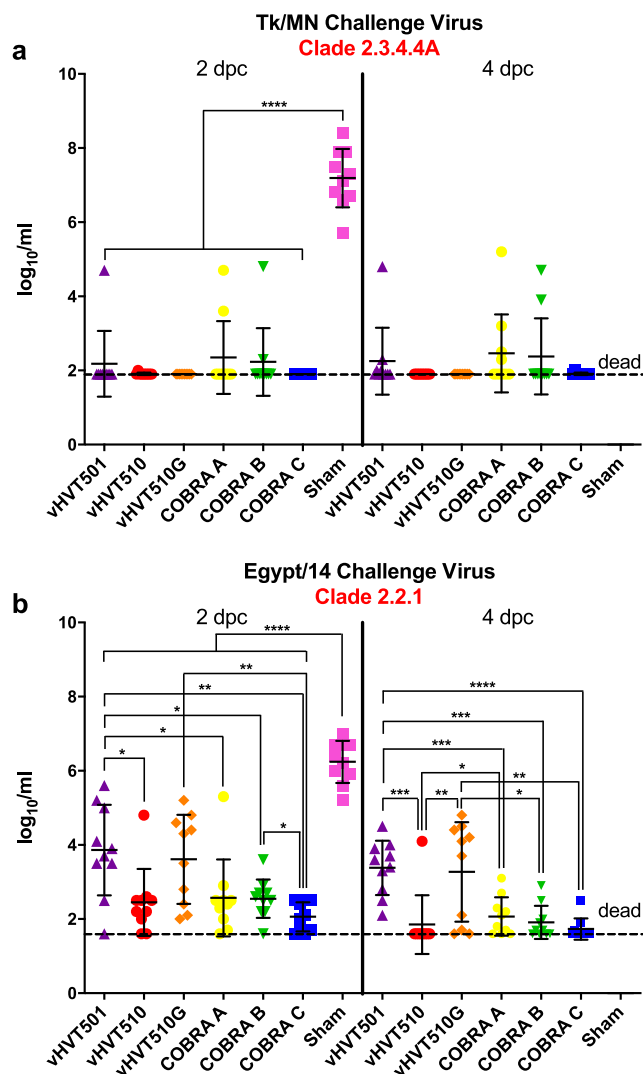 Tk/MN Challenge Virus
a
Clade 2.3.4.4A
2 dpc
4 dpc
10
8
6
4
2
0
log10/ml
****
dead
vHVT501
vHVT510
vHVT510G
COBRA A
COBRA B
COBRA C
Sham
vHVT501
vHVT510
vHVT510G
COBRA A
COBRA B
COBRA C
Sham
Egypt/14 Challenge Virus
b
Clade 2.2.1
2 dpc
4 dpc
10
8
6
4
2
0
log10/ml
****
**
**
*
*
*
*
****
***
***
*
**
***
**
*
dead
vHVT501
vHVT510
vHVT510G
COBRA A
COBRA B
COBRA C
Sham
vHVT501
vHVT510
vHVT510G
COBRA A
COBRA B
COBRA C
Sham